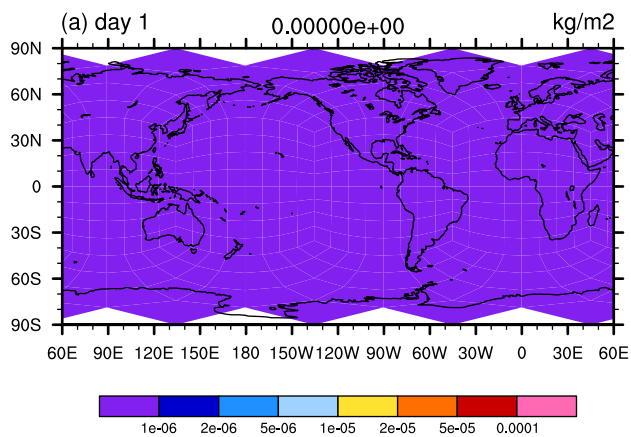 (a) day 1 0.00000e+00 kg/m2
90N
60N
30N
0
30S
60S
90S
60E 90E 120E 150E 180 150W 120W 90W 60W 30W 0 30E 60E
1e-06 2e-06 5e-06 1e-05 2e-05 5e-05 0.0001